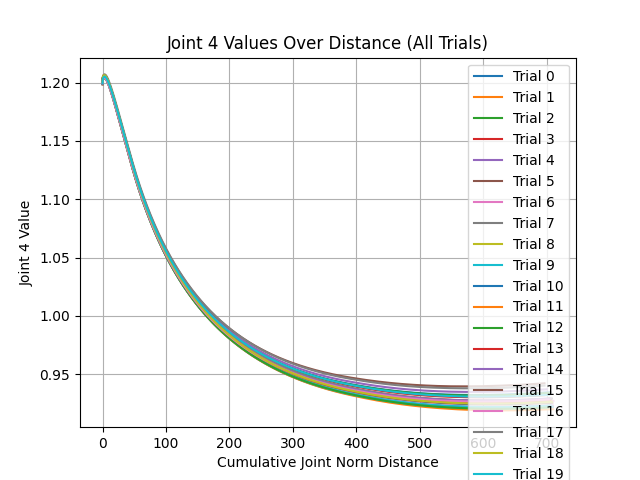 Joint 4 Values Over Distance (All Trials)
Joint 4 Value
1.20
1.15
1.10
1.05
1.00
0.95
0
100
200
300
400
500
600
700
Cumulative Joint Norm Distance
Trial 0
Trial 1
Trial 2
Trial 3
Trial 4
Trial 5
Trial 6
Trial 7
Trial 8
Trial 9
Trial 10
Trial 11
Trial 12
Trial 13
Trial 14
Trial 15
Trial 16
Trial 17
Trial 18
Trial 19